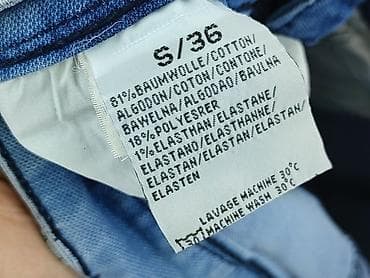 S/36
81%BAUMWOLLE/COTTON/
ALGODON/COTON/COTONE/
BAWELNA/ALGODAO/BAULNA
18%POLYESRER
1%ELASTHAN/ELASTANE/
ELASTANO/ELASTHANNE/
ELASTAN/ELASTAN/ELASTAN/
ELASTEN
LAVAGE MACHINE 30°C
30 MACHINE WASH 30°C